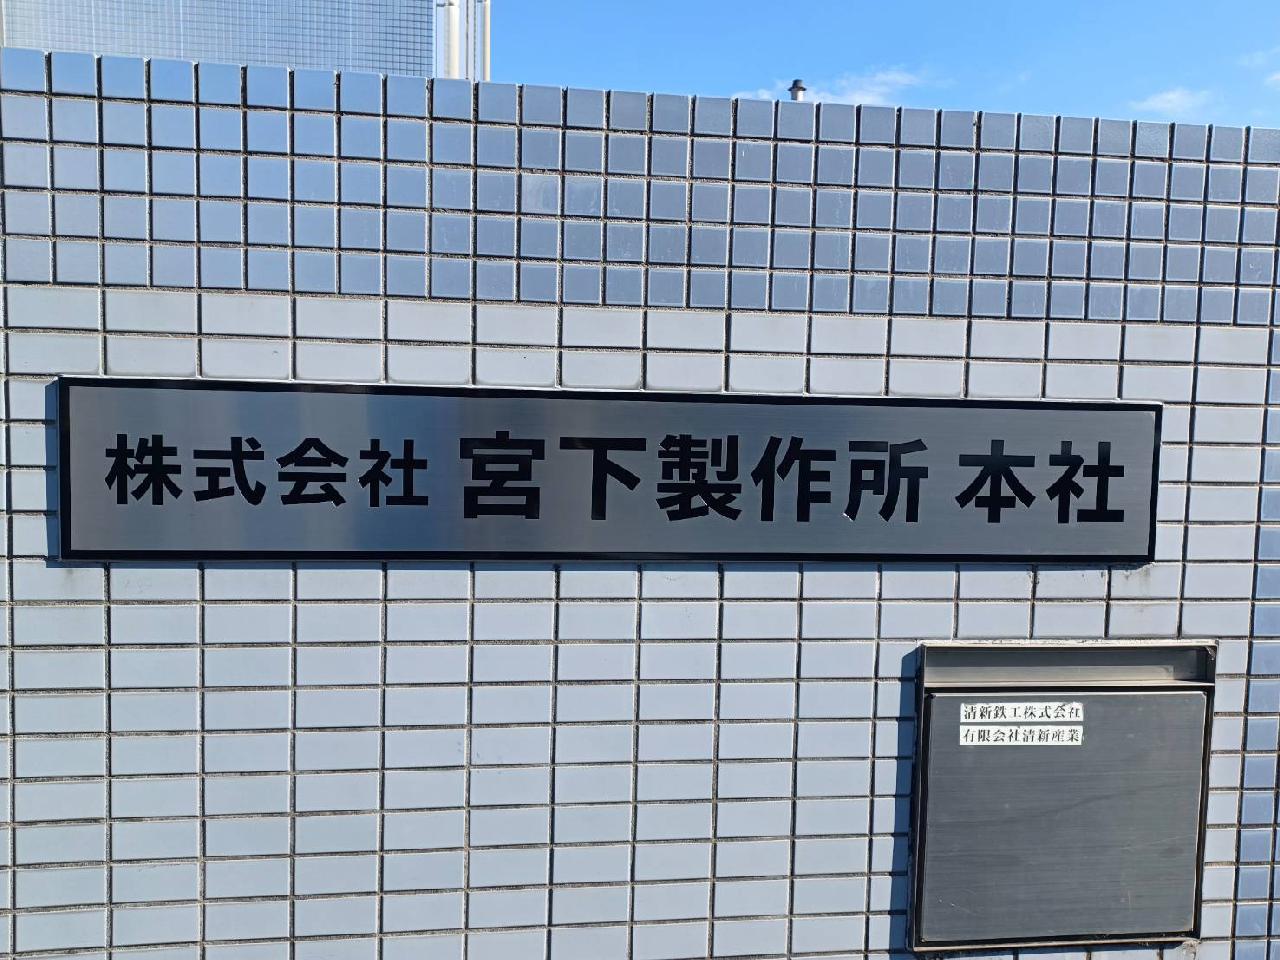 株式会社 宮下製作所 本社
清新鉄工株式会社
有限会社清新産業